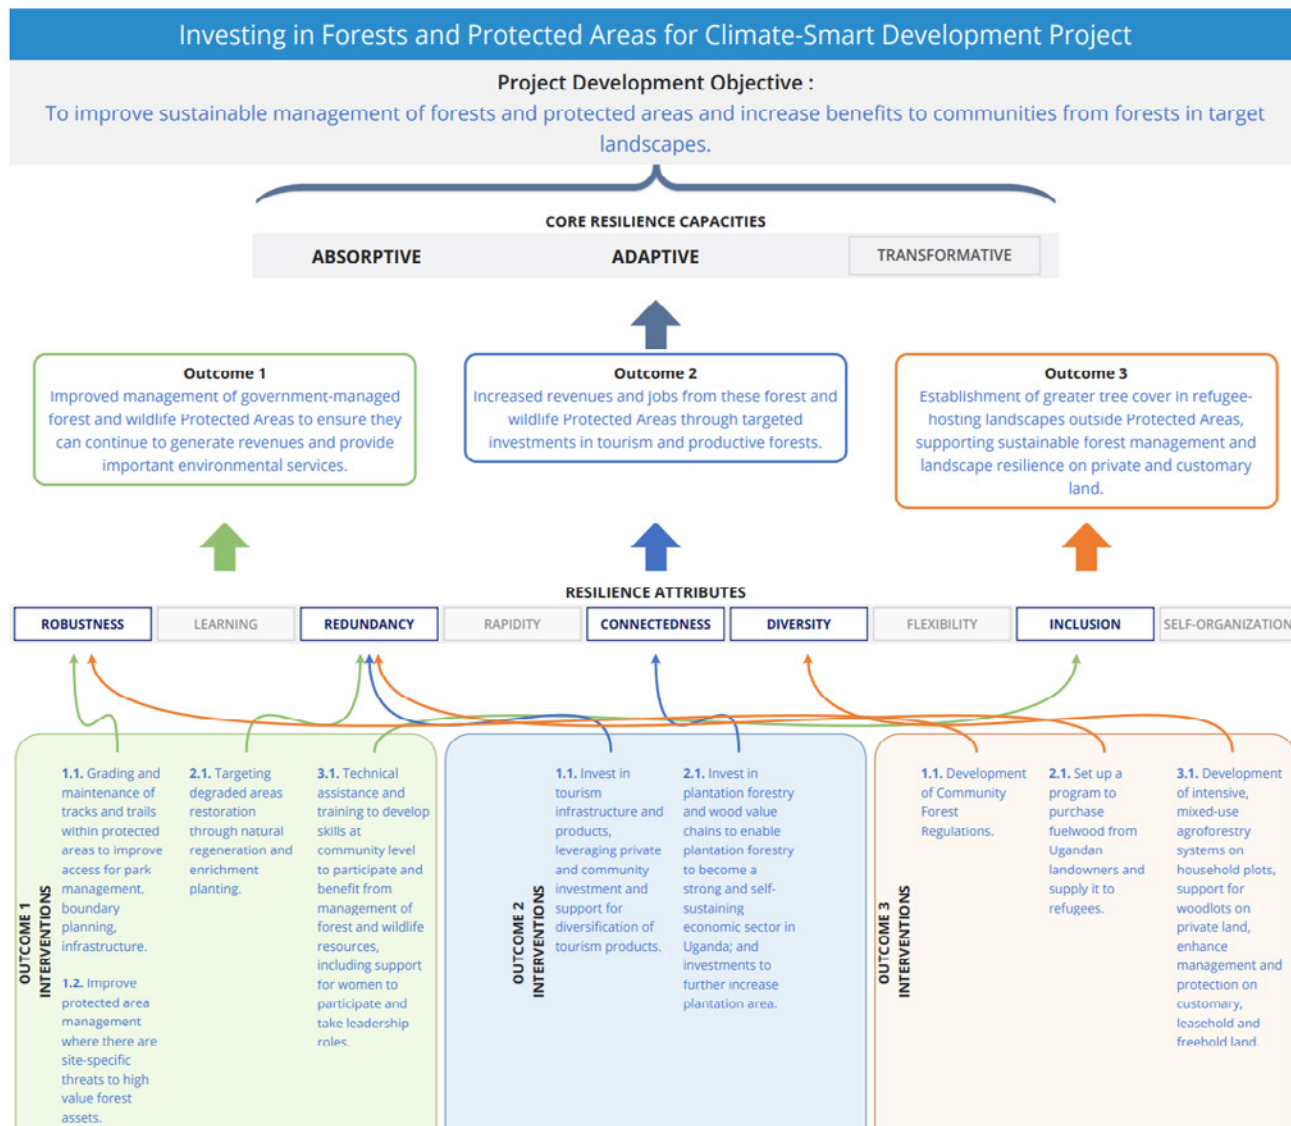 Investing in Forests and Protected Areas for Climate-Smart Development Project
Project Development Objective :
To improve sustainable management of forests and protected areas and increase benefits to communities from forests in target
landscapes.
CORE RESILIENCE CAPACITIES
ABSORPTIVE
ADAPTIVE
TRANSFORMATIVE
Outcome 1
Improved management of government-managed
forest and wildlife Protected Areas to ensure they
can continue to generate revenues and provide
important environmental services.
Outcome 2
Increased revenues and jobs from these forest and
wildlife Protected Areas through targeted
investments in tourism and productive forests.
Outcome 3
Establishment of greater tree cover in refugee-
hosting landscapes outside Protected Areas,
supporting sustainable forest management and
landscape resilience on private and customary
land.
RESILIENCE ATTRIBUTES
ROBUSTNESS
LEARNING
REDUNDANCY
RAPIDITY
CONNECTEDNESS
DIVERSITY
FLEXIBILITY
INCLUSION
SELF-ORGANIZATION
OUTCOME 1
INTERVENTIONS
1.1. Grading and
maintenance of
tracks and trails
within protected
areas to improve
access for park
management,
boundary
planning,
infrastructure.
1.2. Improve
protected area
management
where there are
site-specific
threats to high
value forest
assets.
2.1. Targeting
degraded areas
restoration
through natural
regeneration and
enrichment
planting.
3.1. Technical
assistance and
training to develop
skills at
community level
to participate and
benefit from
management of
forest and wildlife
resources,
including support
for women to
participate and
take leadership
roles.
OUTCOME 2
INTERVENTIONS
1.1. Invest in
tourism
infrastructure and
products,
leveraging private
and community
investment and
support for
diversification of
tourism products.
2.1. Invest in
plantation forestry
and wood value
chains to enable
plantation forestry
to become a
strong and self-
sustaining
economic sector in
Uganda; and
investments to
further increase
plantation area.
OUTCOME 3
INTERVENTIONS
1.1. Development
of Community
Forest
Regulations.
2.1. Set up a
program to
purchase
fuelwood from
Ugandan
landowners and
supply it to
refugees.
3.1. Development
of intensive,
mixed-use
agroforestry
systems on
household plots,
support for
woodlots on
private land,
enhance
management and
protection on
customary,
leasehold and
freehold land.